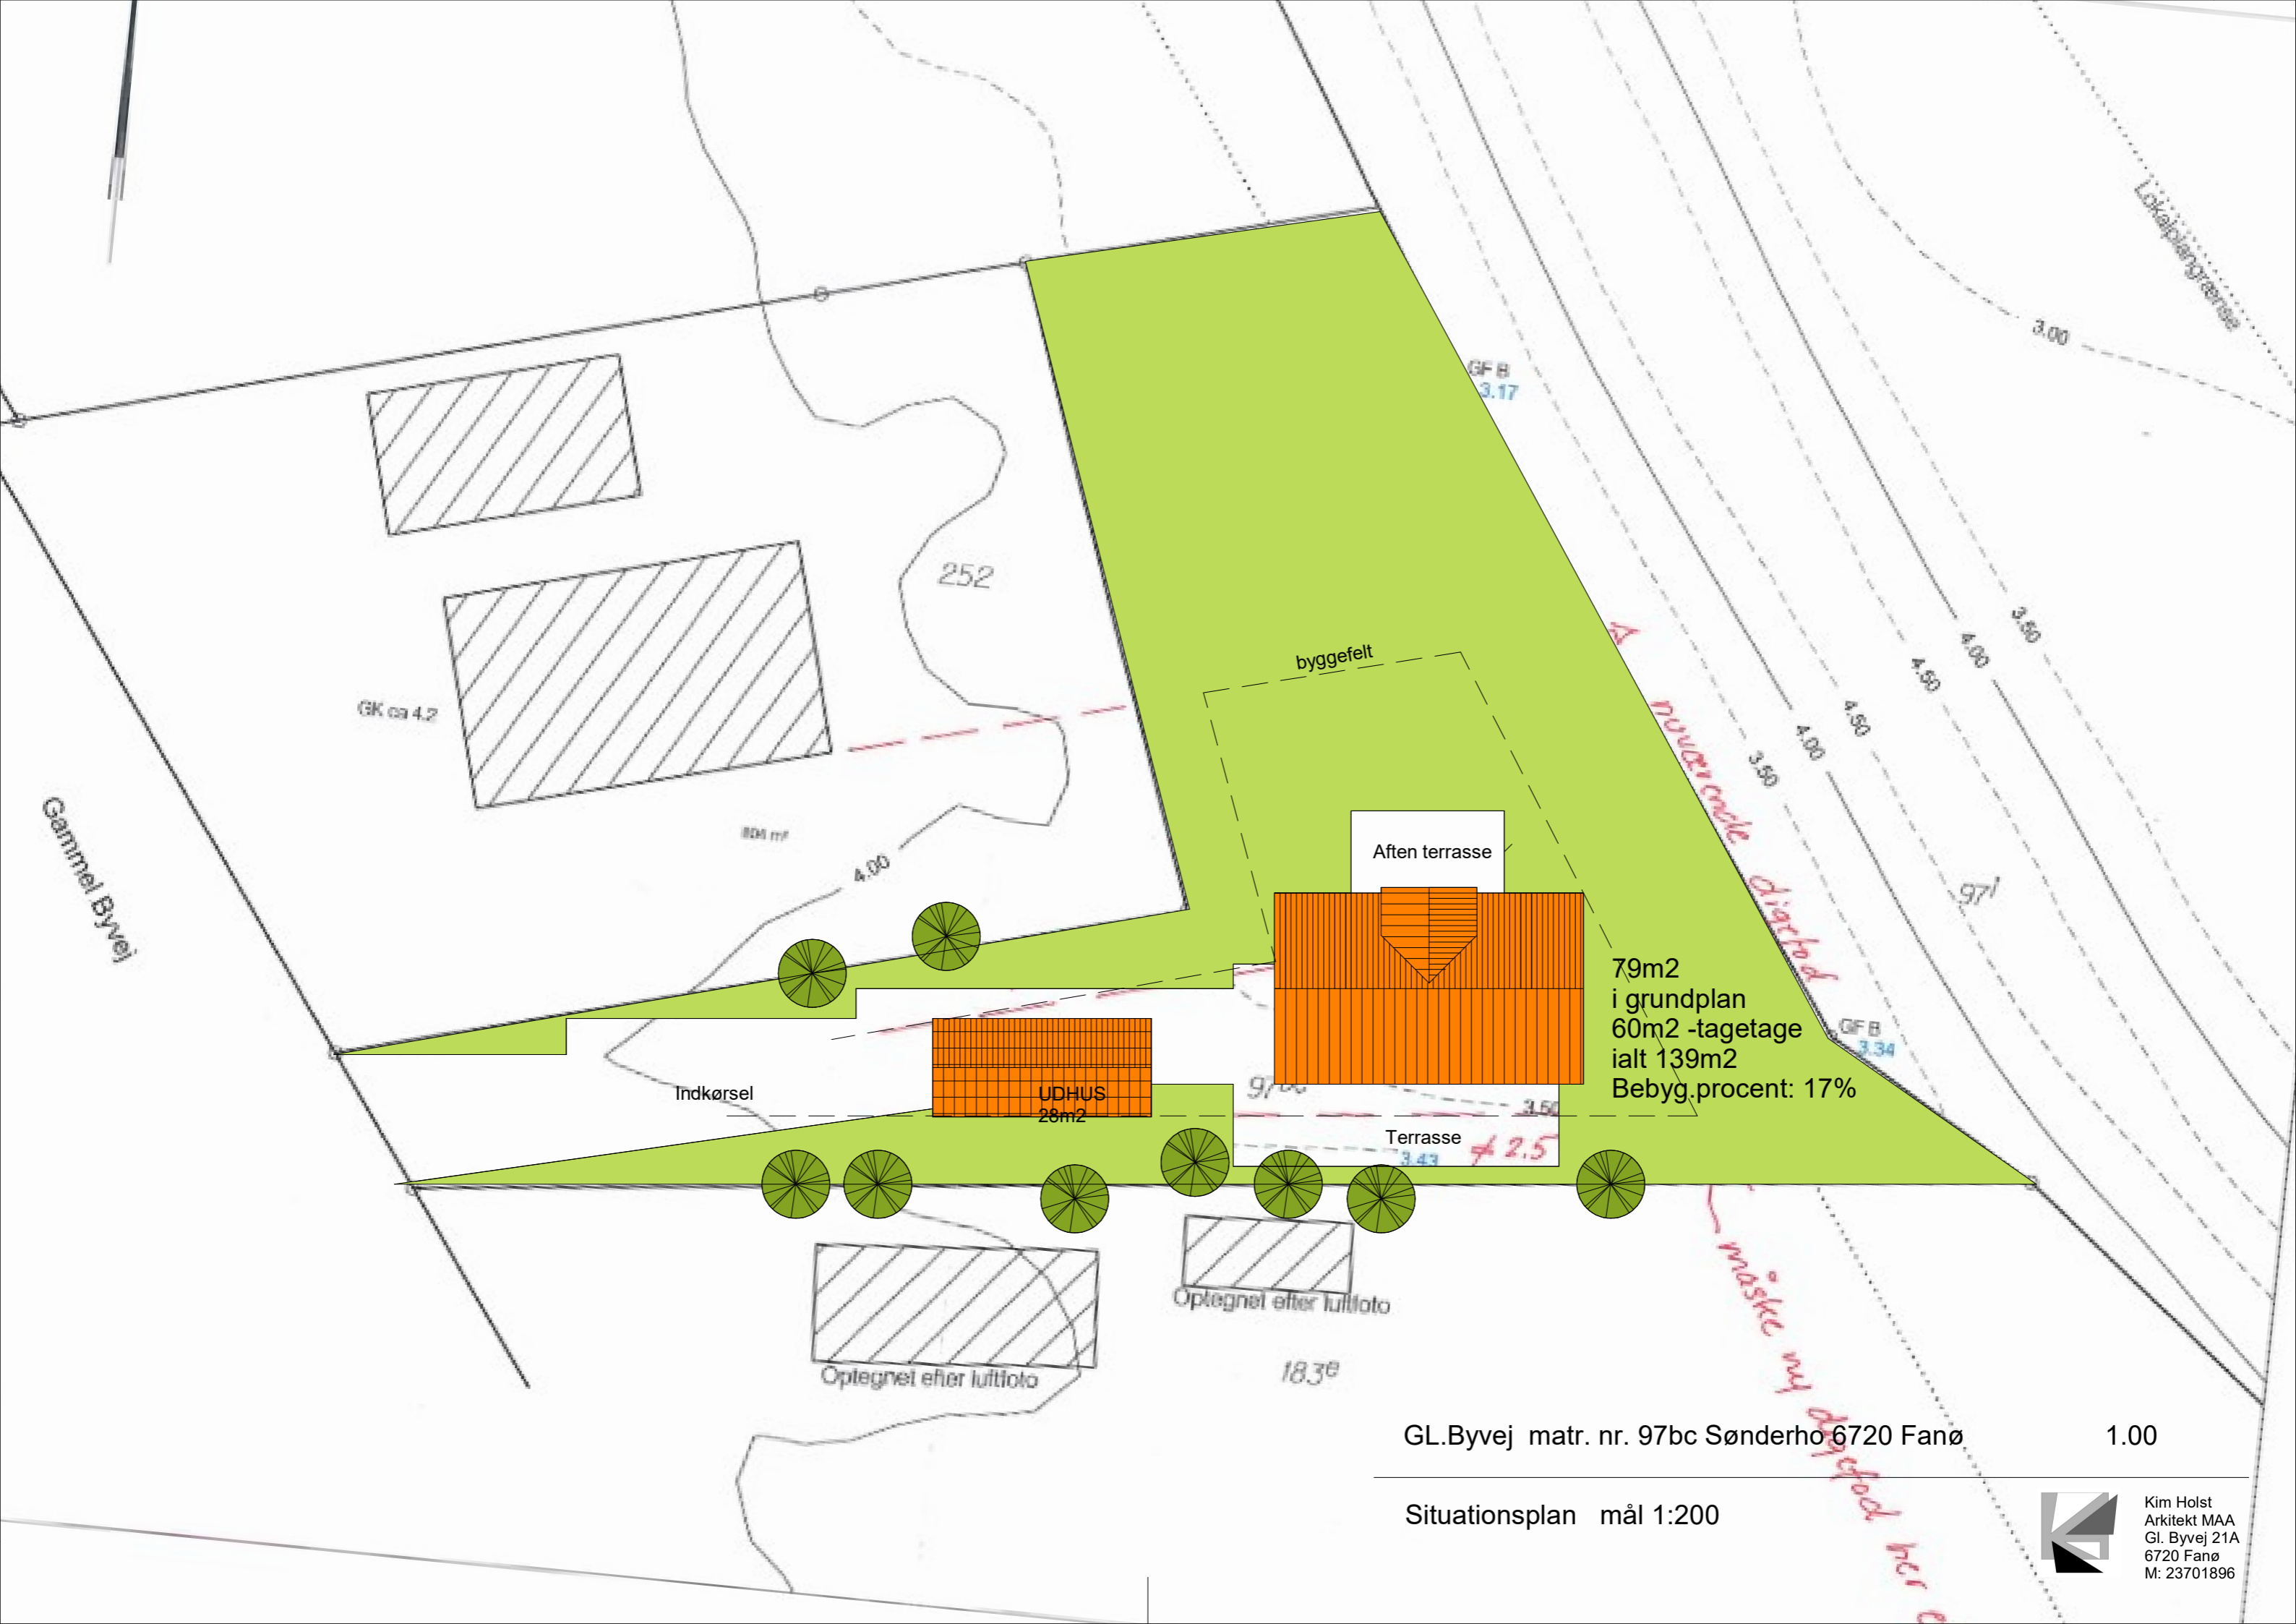 Lokalplangrænse
3.00
GF B
3.17
252
3.50
4.00
4.50
4.50
4.00
3.50
byggefelt
nuværende digefod
GK ca 4.2
804 m²
4.00
Gammel Byvej
Aften terrasse
97i
79m2
i grundplan
60m2 -tagetage
ialt 139m2
Bebyg.procent: 17%
GF B
3.34
Indkørsel
UDHUS
28m2
3.50
Terrasse
≠ 2.5
3.43
måske ny digefod her
Optegnet efter luftfoto
Optegnet efter luftfoto
183e
GL.Byvej matr. nr. 97bc Sønderho 6720 Fanø
1.00
Situationsplan mål 1:200
Kim Holst
Arkitekt MAA
Gl. Byvej 21A
6720 Fanø
M: 23701896